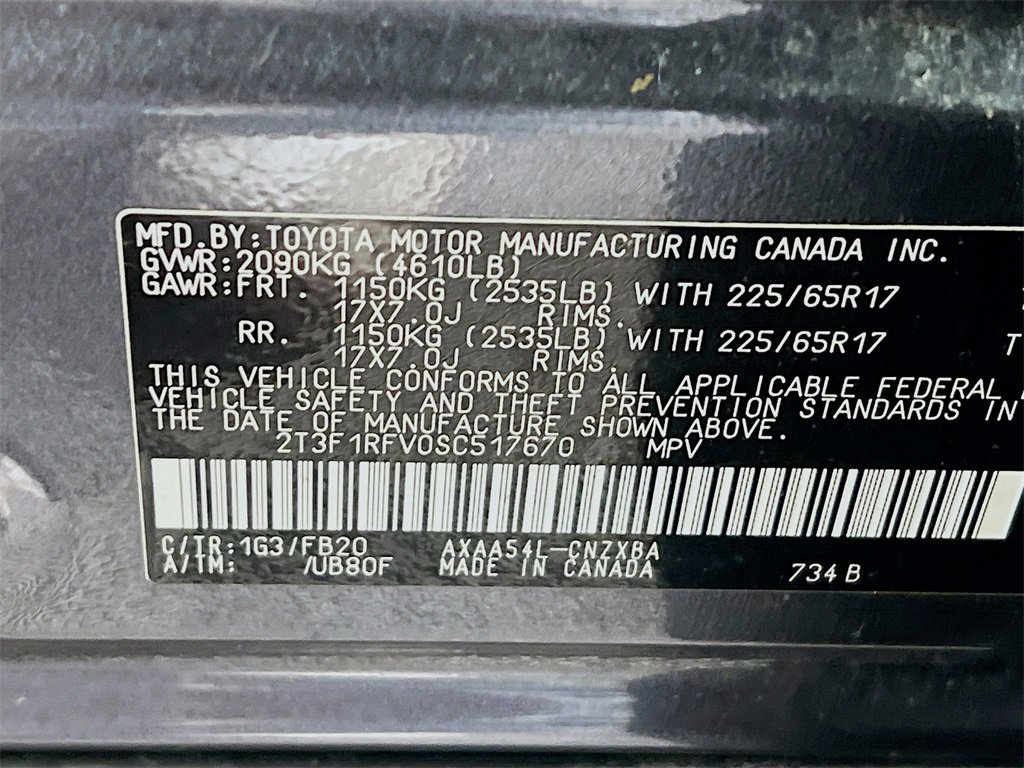 MFD.BY:TOYOTA MOTOR MANUFACTURING CANADA INC.
GVWR:2090KG (4610LB)
GAWR:FRT. 1150KG (2535LB) WITH 225/65R17
17X7.0J RIMS.
RR. 1150KG (2535LB) WITH 225/65R17 T
17X7.0J RIMS.
THIS VEHICLE CONFORMS TO ALL APPLICABLE FEDERAL
VEHICLE SAFETY AND THEFT PREVENTION STANDARDS IN
THE DATE OF MANUFACTURE SHOWN ABOVE.
2T3F1RFV0SC517670 MPV
C/TR:1G3/FB20 AXAA54L-CNZXBA
A/TM: /UB80F MADE IN CANADA 734B